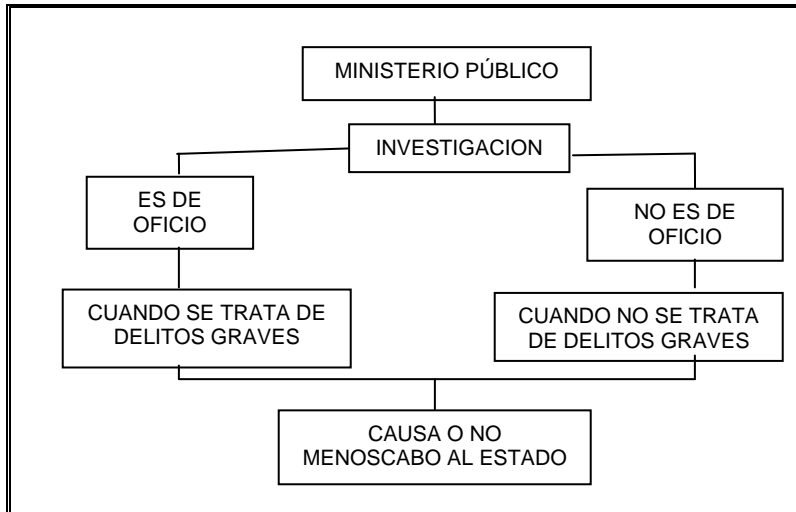 MINISTERIO PÚBLICO
INVESTIGACION
ES DE
OFICIO
NO ES DE
OFICIO
CUANDO SE TRATA DE
DELITOS GRAVES
CUANDO NO SE TRATA
DE DELITOS GRAVES
CAUSA O NO
MENOSCABO AL ESTADO